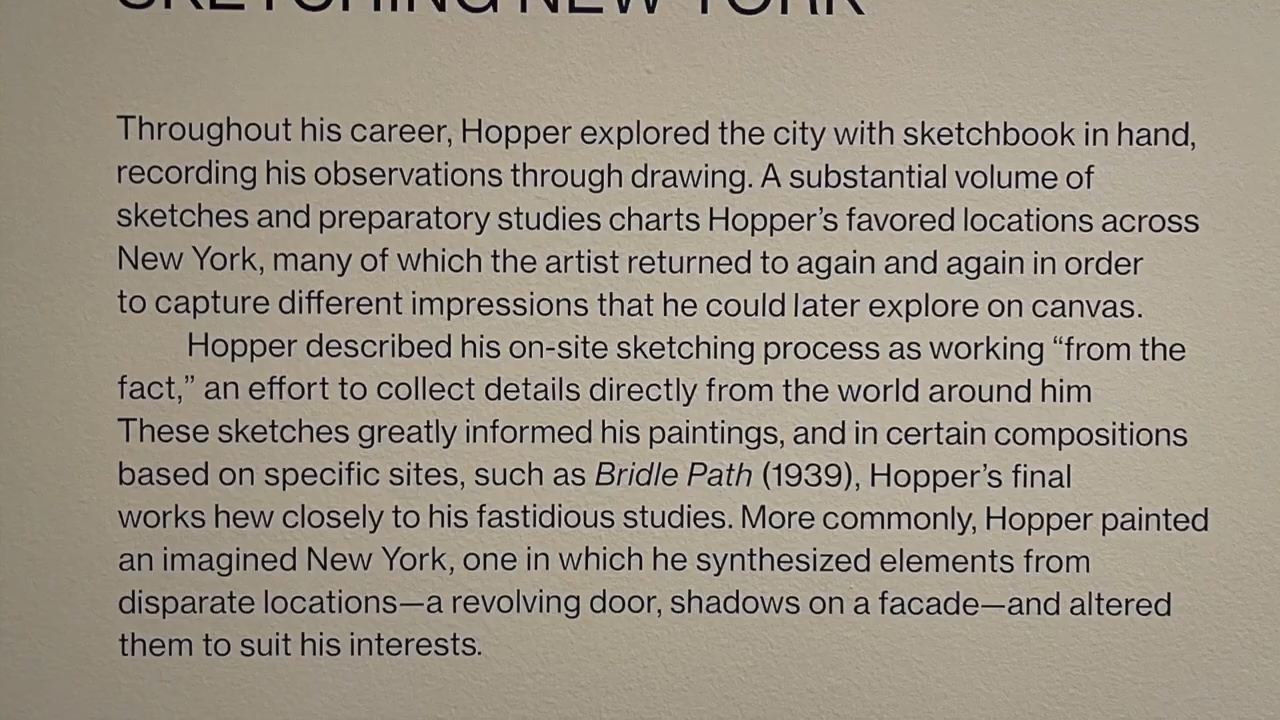 SKETCHING NEW YORK
Throughout his career, Hopper explored the city with sketchbook in hand,
recording his observations through drawing. A substantial volume of
sketches and preparatory studies charts Hopper’s favored locations across
New York, many of which the artist returned to again and again in order
to capture different impressions that he could later explore on canvas.
Hopper described his on-site sketching process as working “from the
fact,” an effort to collect details directly from the world around him
These sketches greatly informed his paintings, and in certain compositions
based on specific sites, such as Bridle Path (1939), Hopper’s final
works hew closely to his fastidious studies. More commonly, Hopper painted
an imagined New York, one in which he synthesized elements from
disparate locations—a revolving door, shadows on a facade—and altered
them to suit his interests.